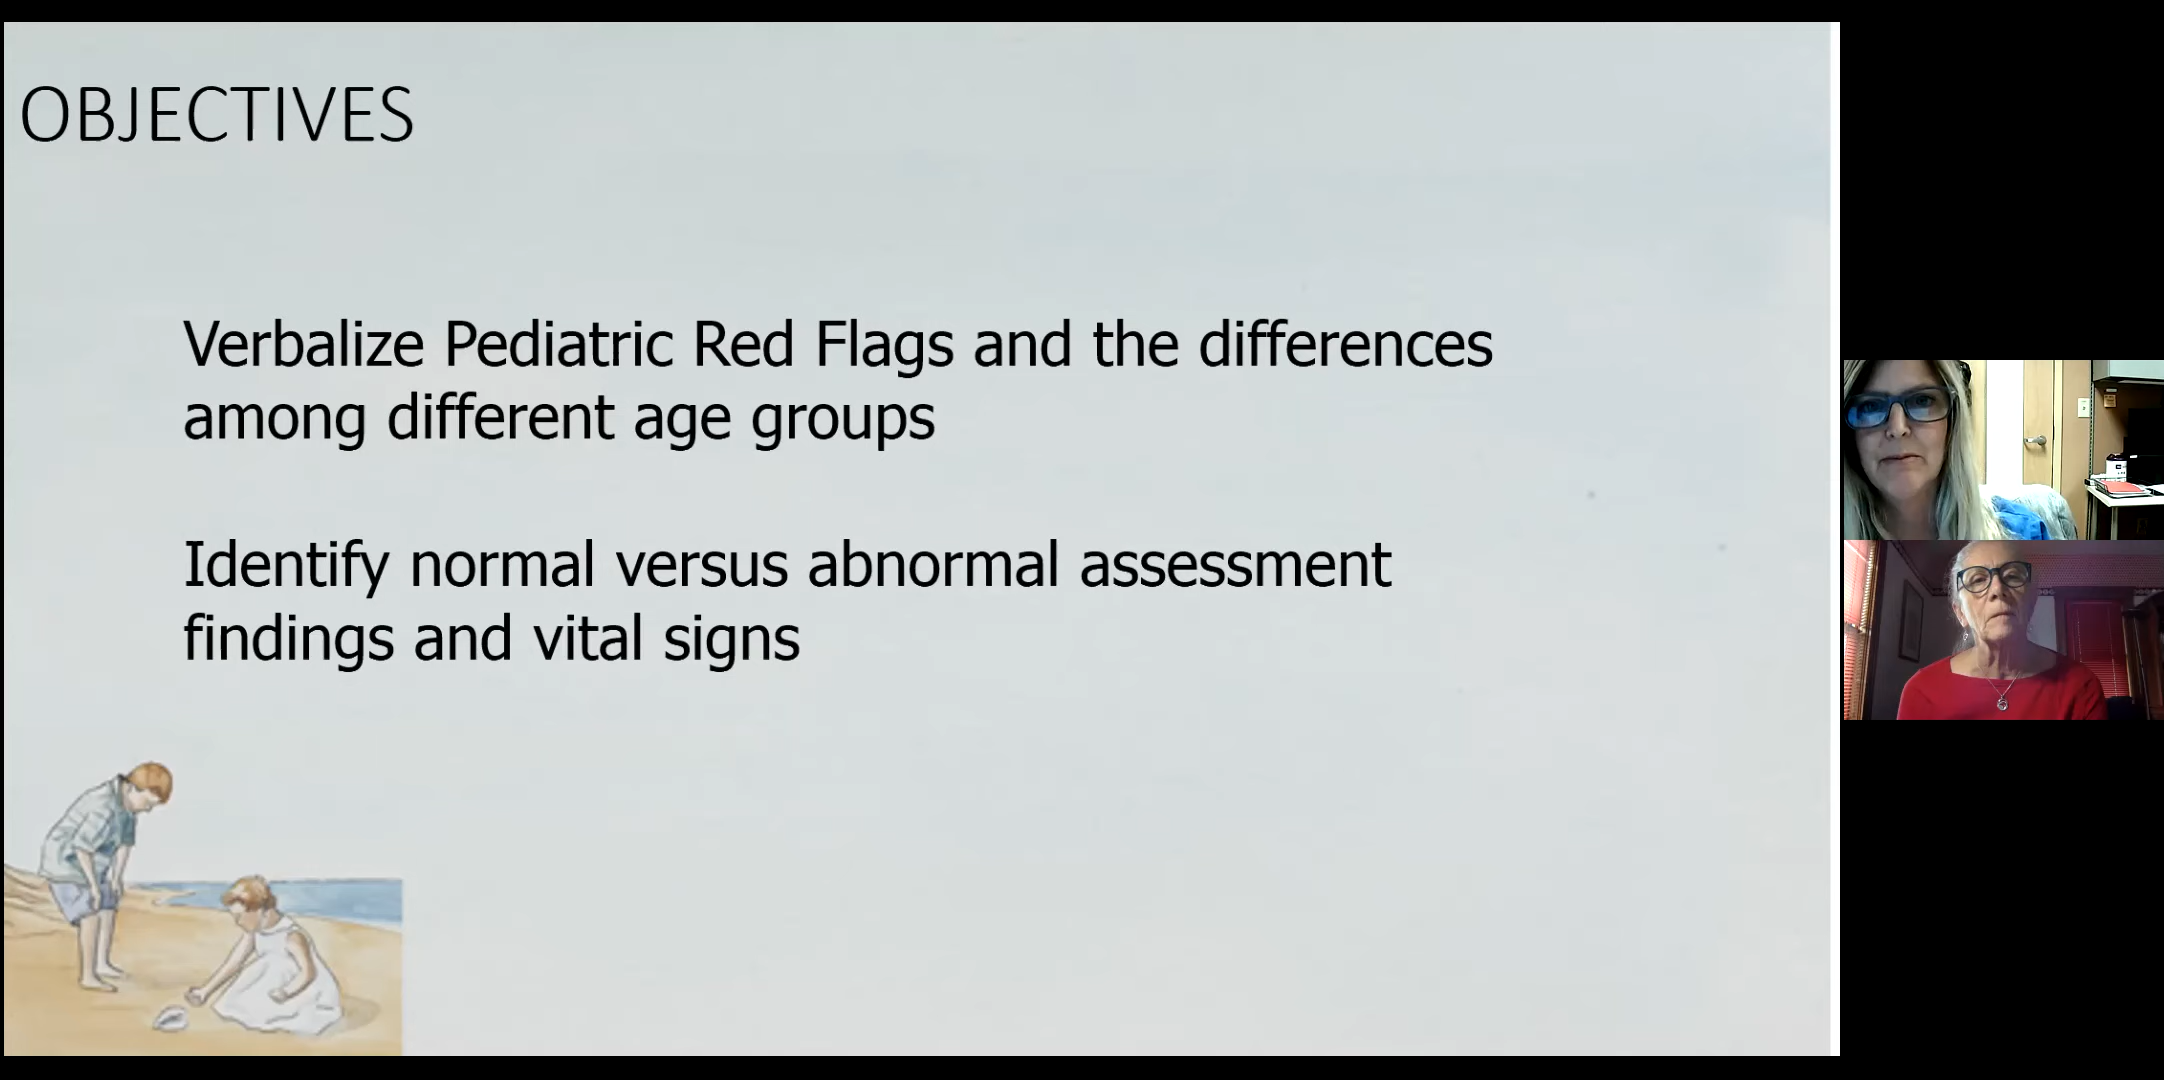 OBJECTIVES
Verbalize Pediatric Red Flags and the differences
among different age groups
Identify normal versus abnormal assessment
findings and vital signs